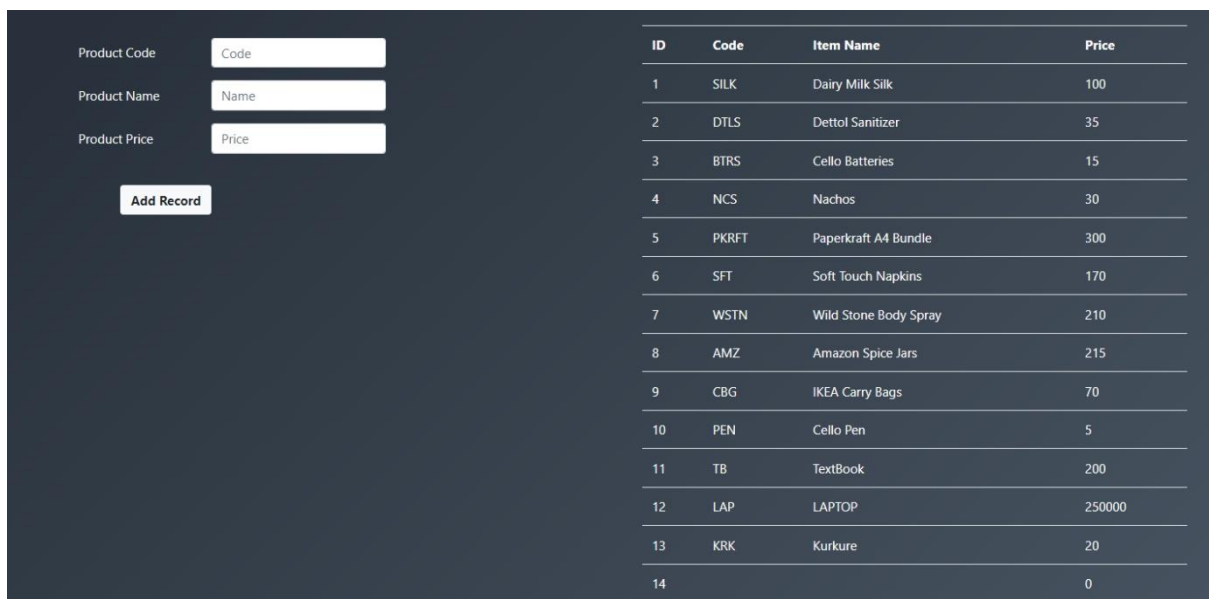 Product Code Code
Product Name Name
Product Price Price
Add Record
ID Code Item Name Price
1 SILK Dairy Milk Silk 100
2 DTLS Dettol Sanitizer 35
3 BTRS Cello Batteries 15
4 NCS Nachos 30
5 PKRFT Paperkraft A4 Bundle 300
6 SFT Soft Touch Napkins 170
7 WSTN Wild Stone Body Spray 210
8 AMZ Amazon Spice Jars 215
9 CBG IKEA Carry Bags 70
10 PEN Cello Pen 5
11 TB TextBook 200
12 LAP LAPTOP 250000
13 KRK Kurkure 20
14 0